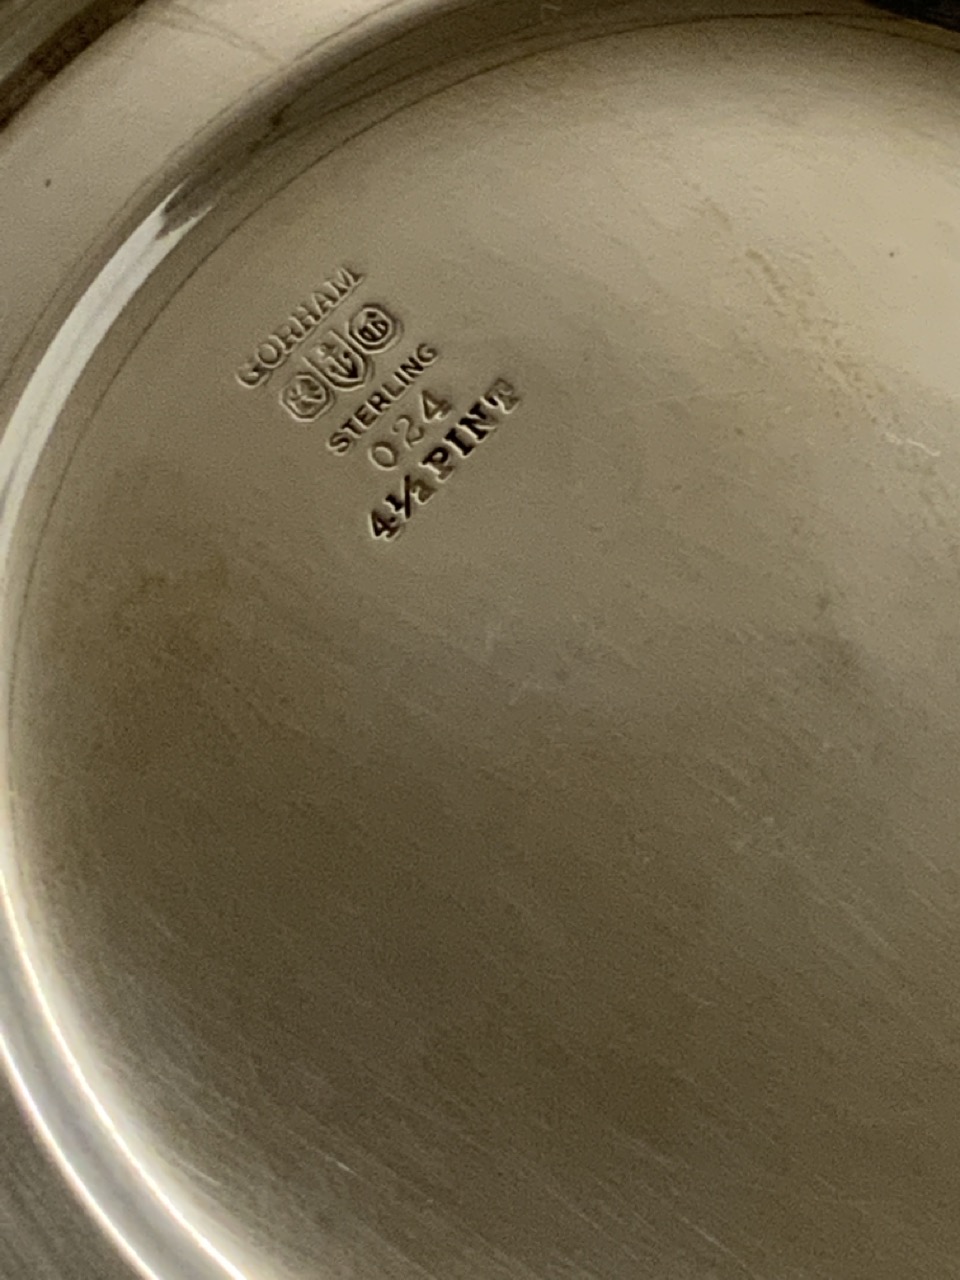 GORHAM
STERLING
024
4½ PINT